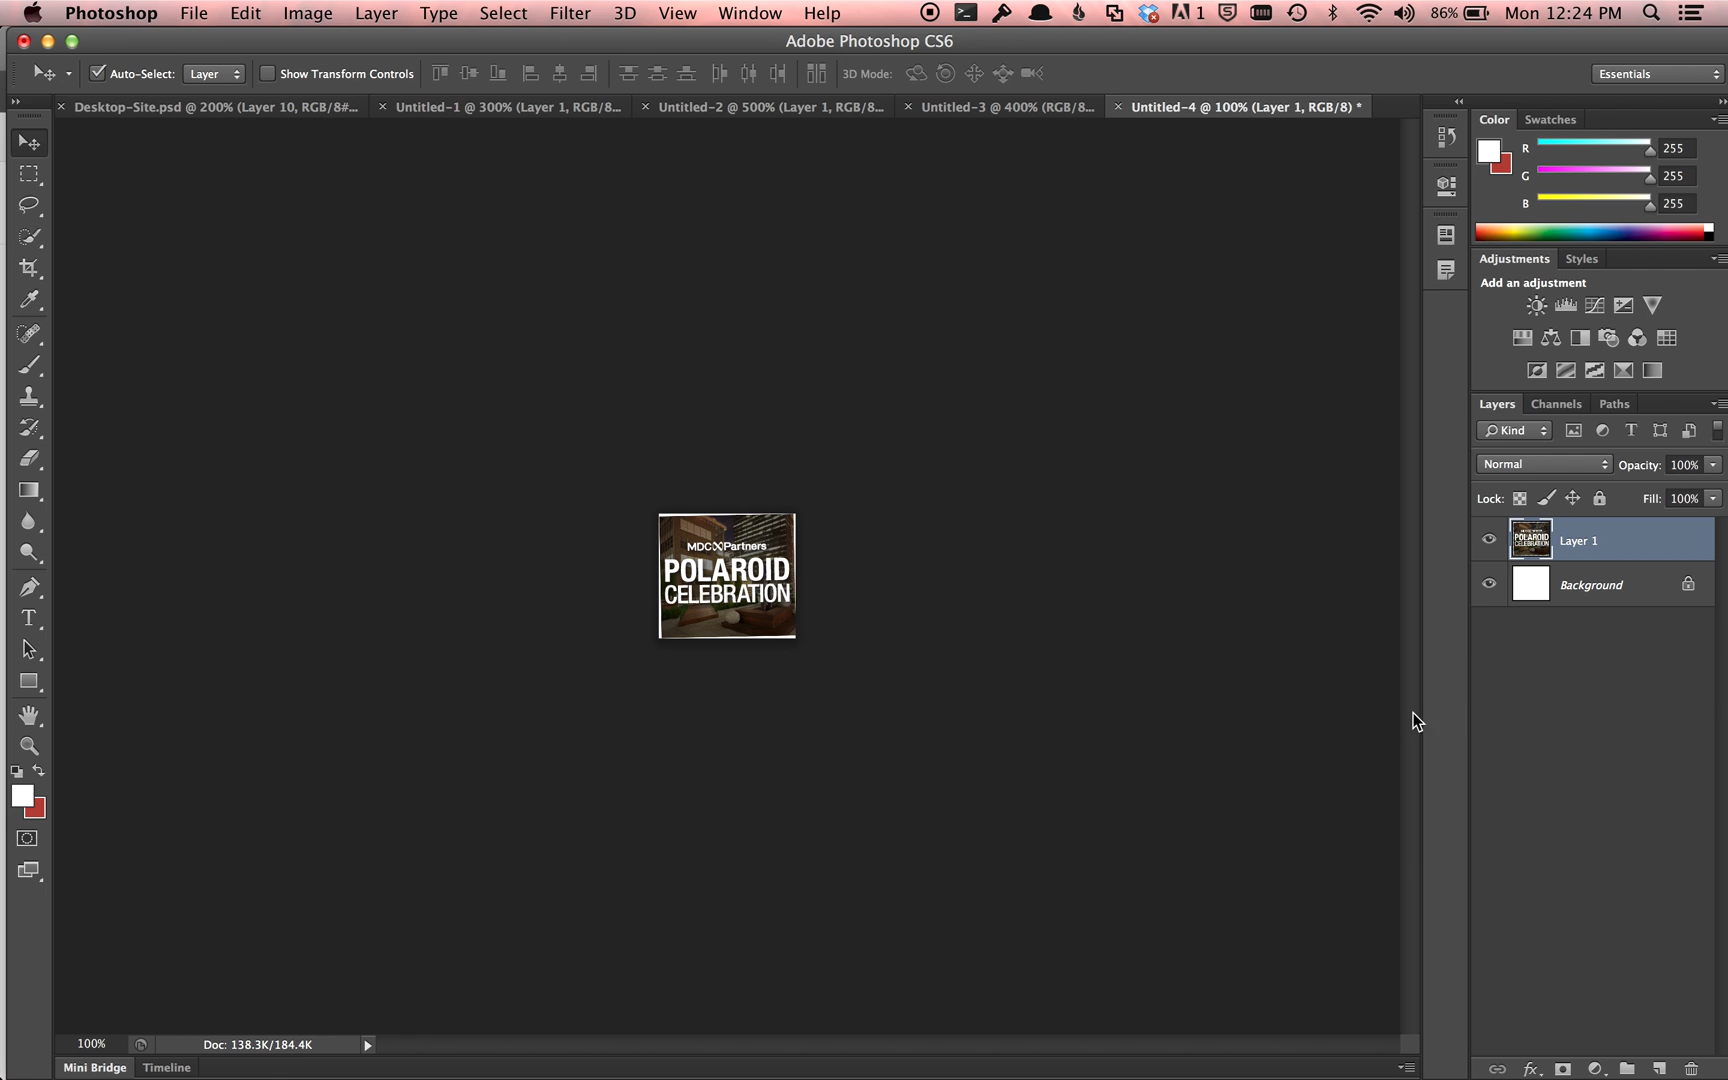 Photoshop File Edit Image Layer Type Select Filter 3D View Window Help 1 86% Mon 12:24 PM
Adobe Photoshop CS6
Auto-Select: Layer Show Transform Controls 3D Mode: Essentials
Desktop-Site.psd @ 200% (Layer 10, RGB/8#... Untitled-1 @ 300% (Layer 1, RGB/8... Untitled-2 @ 500% (Layer 1, RGB/8... Untitled-3 @ 400% (RGB/8... Untitled-4 @ 100% (Layer 1, RGB/8) *
Color Swatches
R 255
G 255
B 255
Adjustments Styles
Add an adjustment
Layers Channels Paths
Kind
Normal Opacity: 100%
Lock: Fill: 100%
Layer 1
Background
MDC Partners
POLAROID
CELEBRATION
100% Doc: 138.3K/184.4K
Mini Bridge Timeline